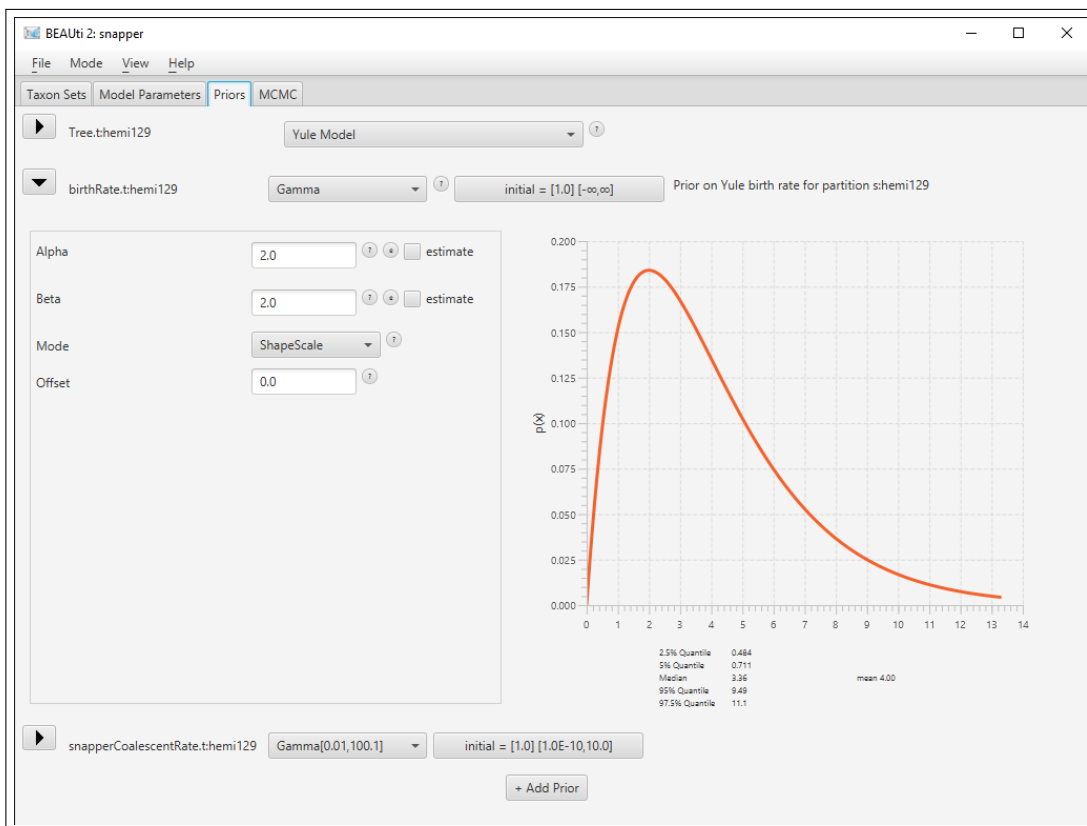 BEAUti 2: snapper
File Mode View Help
Taxon Sets Model Parameters Priors MCMC
Tree.t:hemi129 Yule Model ?
birthRate.t:hemi129 Gamma ? initial = [1.0] [-∞,∞] Prior on Yule birth rate for partition s:hemi129
Alpha 2.0 ? e estimate
Beta 2.0 ? e estimate
Mode ShapeScale ?
Offset 0.0 ?
0.200
0.175
0.150
0.125
0.100
0.075
0.050
0.025
0.000
p(x)
0 1 2 3 4 5 6 7 8 9 10 11 12 13 14
2.5% Quantile 0.484
5% Quantile 0.711
Median 3.36 mean 4.00
95% Quantile 9.49
97.5% Quantile 11.1
snapperCoalescentRate.t:hemi129 Gamma[0.01,100.1] initial = [1.0] [1.0E-10,10.0]
+ Add Prior